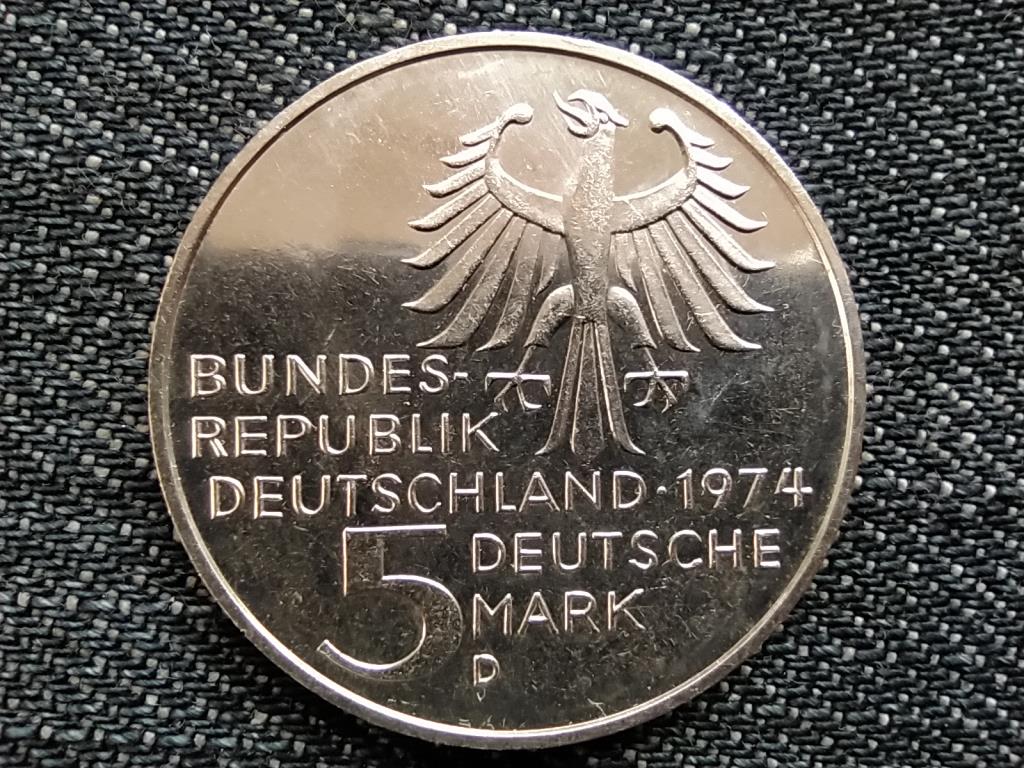 BUNDES-
REPUBLIK
DEUTSCHLAND·1974
5 DEUTSCHE
MARK
D